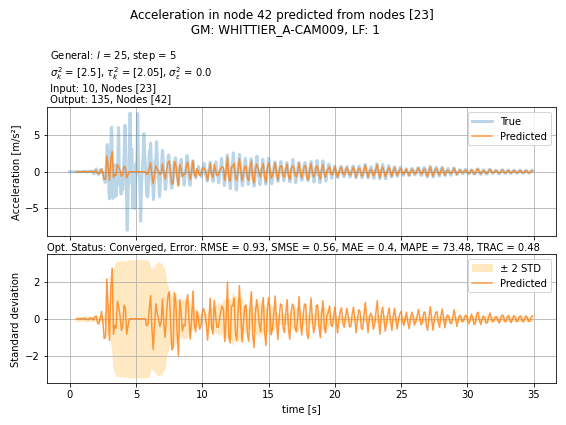 Acceleration in node 42 predicted from nodes [23]
GM: WHITTIER_A-CAM009, LF: 1
General: l = 25, step = 5
σ²ₖ = [2.5], τ²ₖ = [2.05], σ²ε = 0.0
Input: 10, Nodes [23]
Output: 135, Nodes [42]
Acceleration [m/s²]
5
0
−5
True
Predicted
Opt. Status: Converged, Error: RMSE = 0.93, SMSE = 0.56, MAE = 0.4, MAPE = 73.48, TRAC = 0.48
Standard deviation
2
0
−2
± 2 STD
Predicted
0 5 10 15 20 25 30 35
time [s]